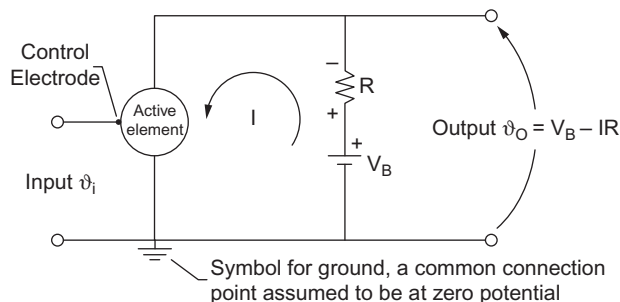 Control
Electrode
Active
element
I
−
R
+
+
V_B
Input ϑ_i
Output ϑ_O = V_B – IR
Symbol for ground, a common connection
point assumed to be at zero potential